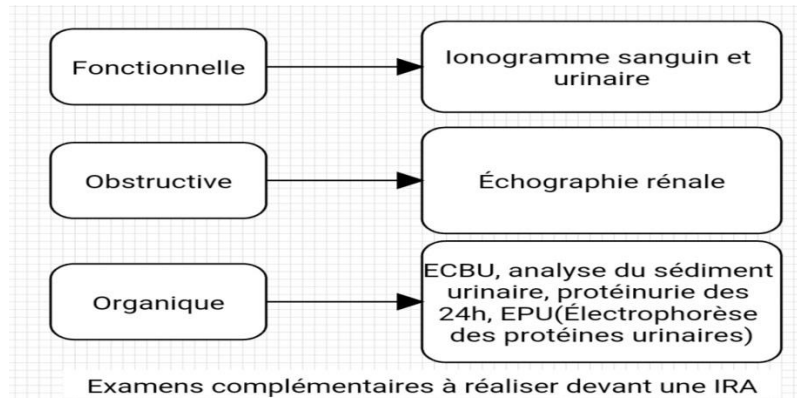 Fonctionnelle
Ionogramme sanguin et
urinaire
Obstructive
Échographie rénale
Organique
ECBU, analyse du sédiment
urinaire, protéinurie des
24h, EPU(Électrophorèse
des protéines urinaires)
Examens complémentaires à réaliser devant une IRA